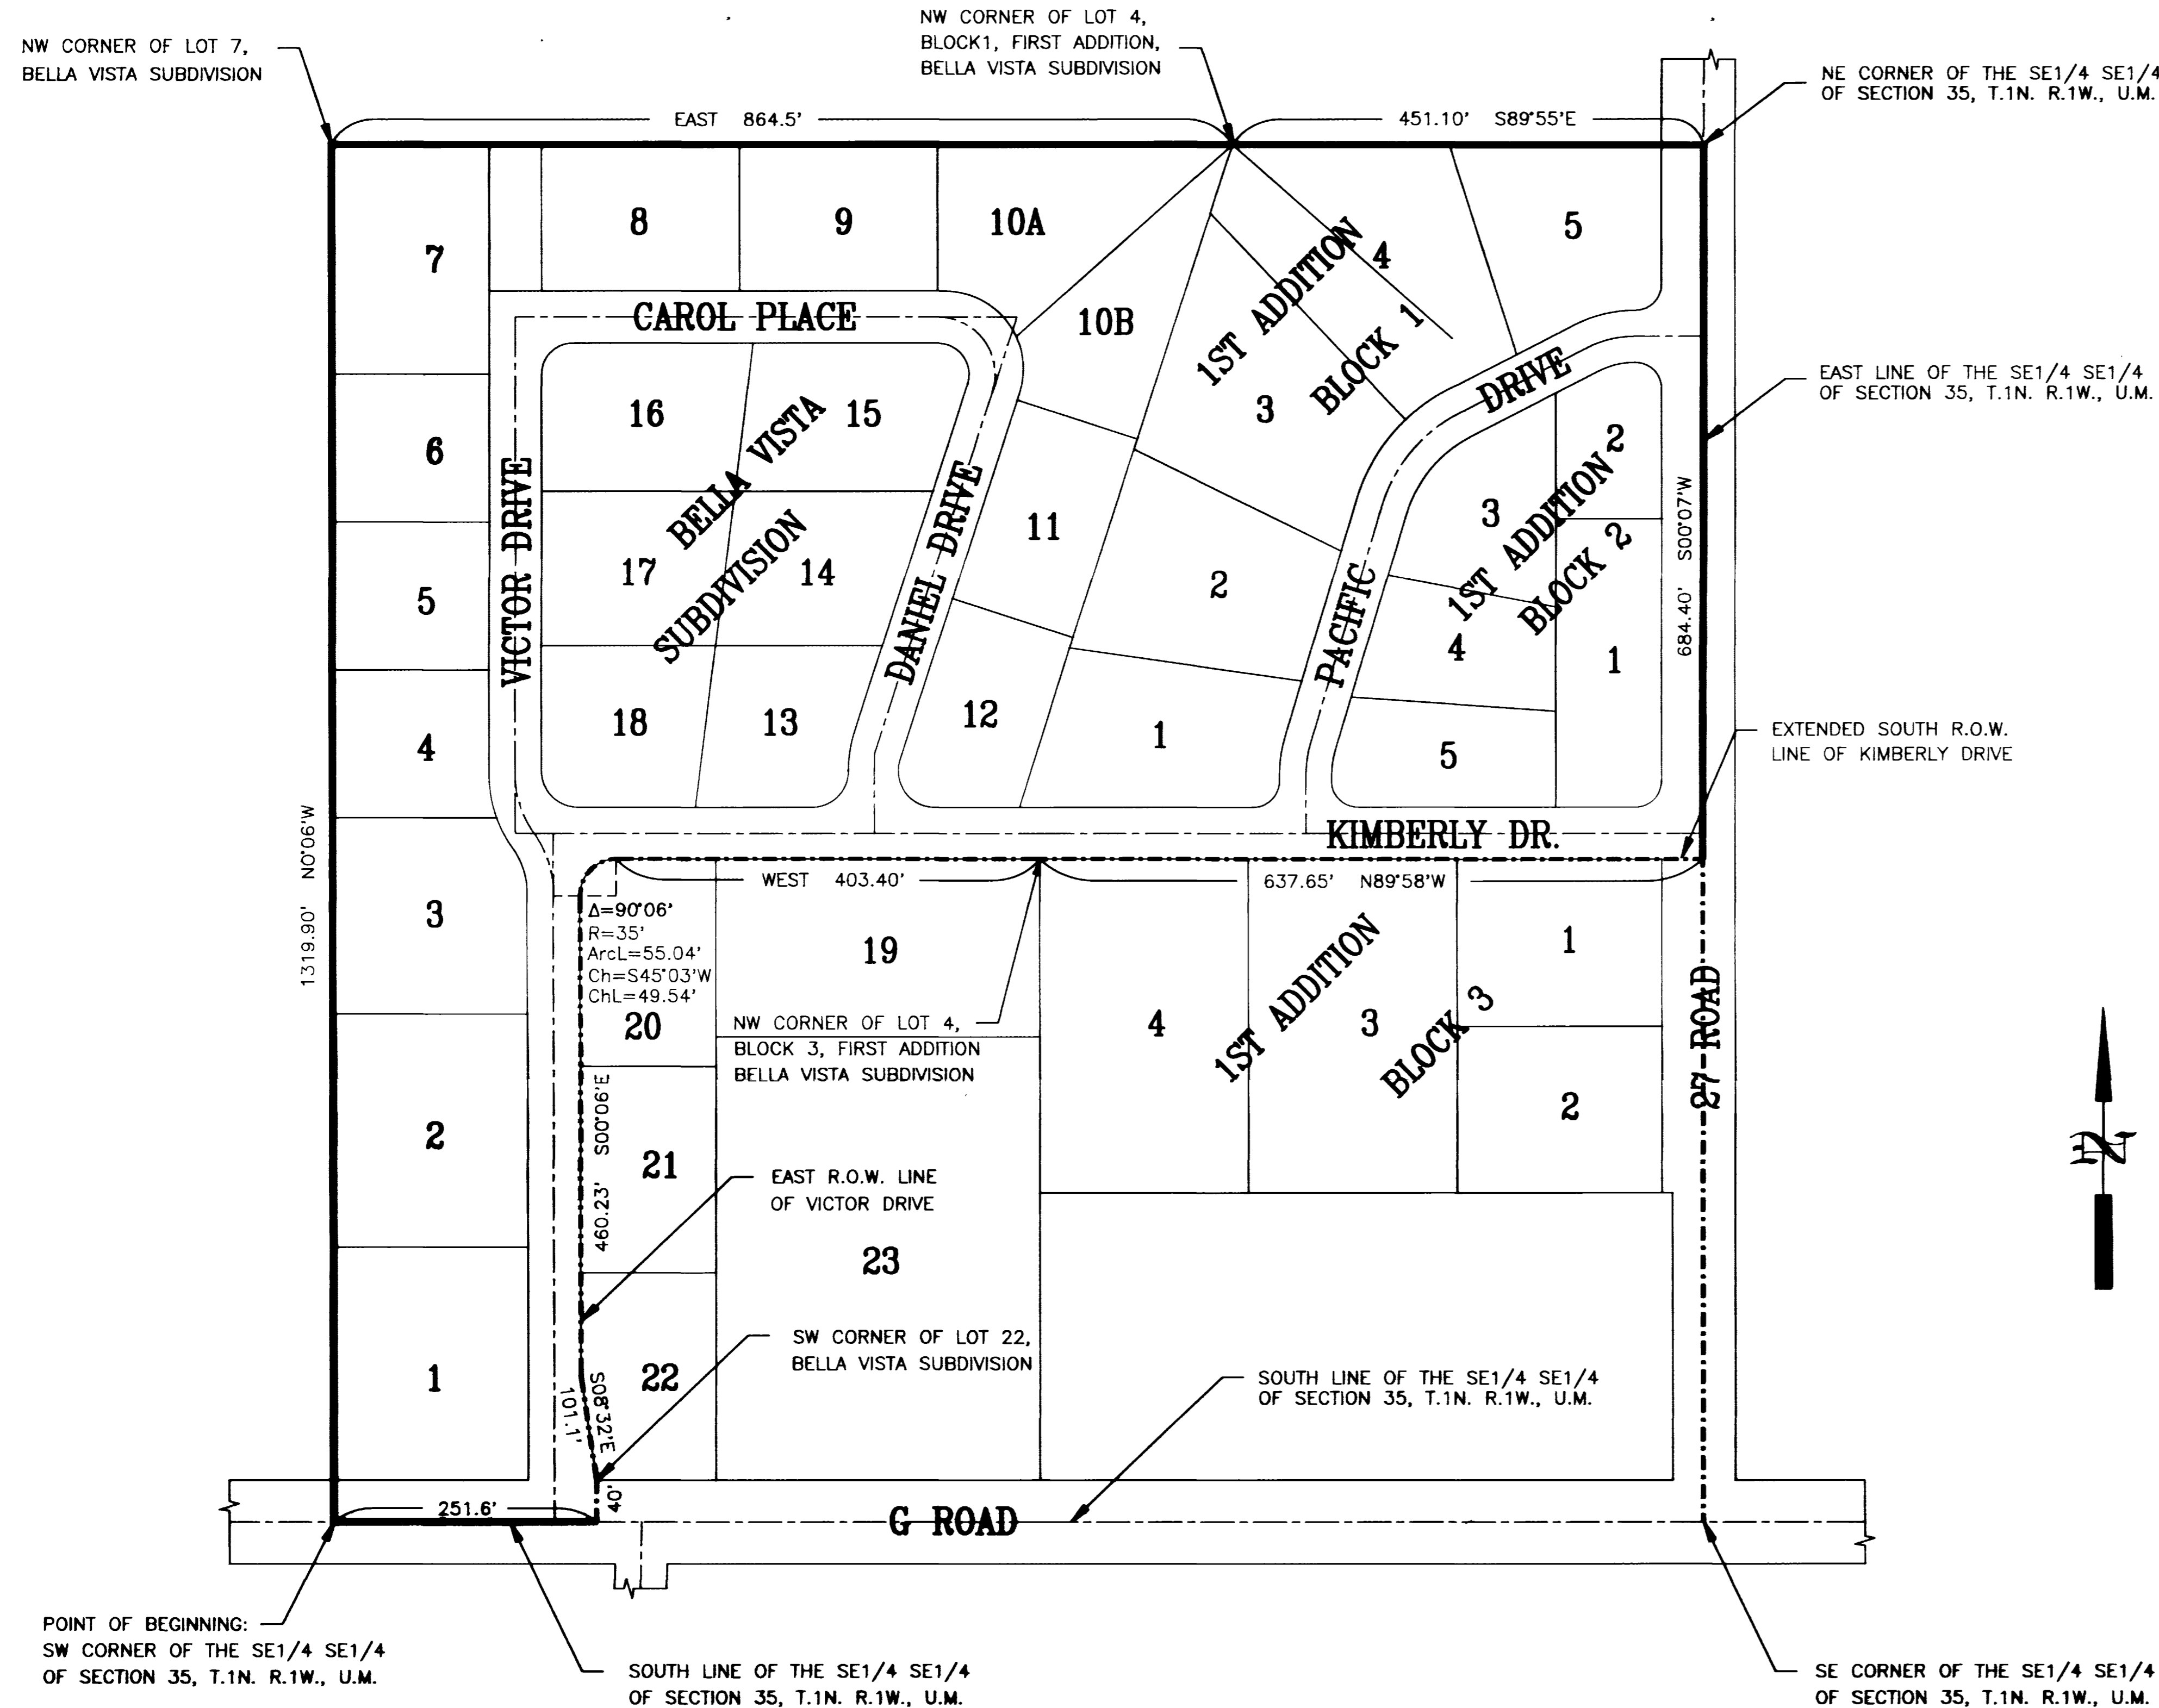 NW CORNER OF LOT 7,
BELLA VISTA SUBDIVISION
NW CORNER OF LOT 4,
BLOCK1, FIRST ADDITION,
BELLA VISTA SUBDIVISION
NE CORNER OF THE SE1/4 SE1/4
OF SECTION 35, T.1N. R.1W., U.M.
EAST 864.5'
451.10' S89°55'E
7
8
9
10A
10B
4
5
1ST ADDITION
BLOCK 1
3
CAROL PLACE
PACIFIC DRIVE
EAST LINE OF THE SE1/4 SE1/4
OF SECTION 35, T.1N. R.1W., U.M.
6
16
15
BELLA VISTA
SUBDIVISION
VICTOR DRIVE
DANIEL DRIVE
17
14
11
2
2
3
1ST ADDITION
BLOCK 2
684.40' S00°07'W
5
4
1
18
13
12
1
5
4
EXTENDED SOUTH R.O.W.
LINE OF KIMBERLY DRIVE
KIMBERLY DR.
1319.90' N0°06'W
WEST 403.40'
637.65' N89°58'W
3
Δ=90°06'
R=35'
ArcL=55.04'
Ch=S45°03'W
ChL=49.54'
20
19
NW CORNER OF LOT 4,
BLOCK 3, FIRST ADDITION
BELLA VISTA SUBDIVISION
4
3
1
2
1ST ADDITION
BLOCK 3
27 ROAD
N
2
460.23' S00°06'E
21
EAST R.O.W. LINE
OF VICTOR DRIVE
23
1
22
S08°32'E
101.1'
SW CORNER OF LOT 22,
BELLA VISTA SUBDIVISION
SOUTH LINE OF THE SE1/4 SE1/4
OF SECTION 35, T.1N. R.1W., U.M.
251.6'
40'
G ROAD
POINT OF BEGINNING:
SW CORNER OF THE SE1/4 SE1/4
OF SECTION 35, T.1N. R.1W., U.M.
SOUTH LINE OF THE SE1/4 SE1/4
OF SECTION 35, T.1N. R.1W., U.M.
SE CORNER OF THE SE1/4 SE1/4
OF SECTION 35, T.1N. R.1W., U.M.